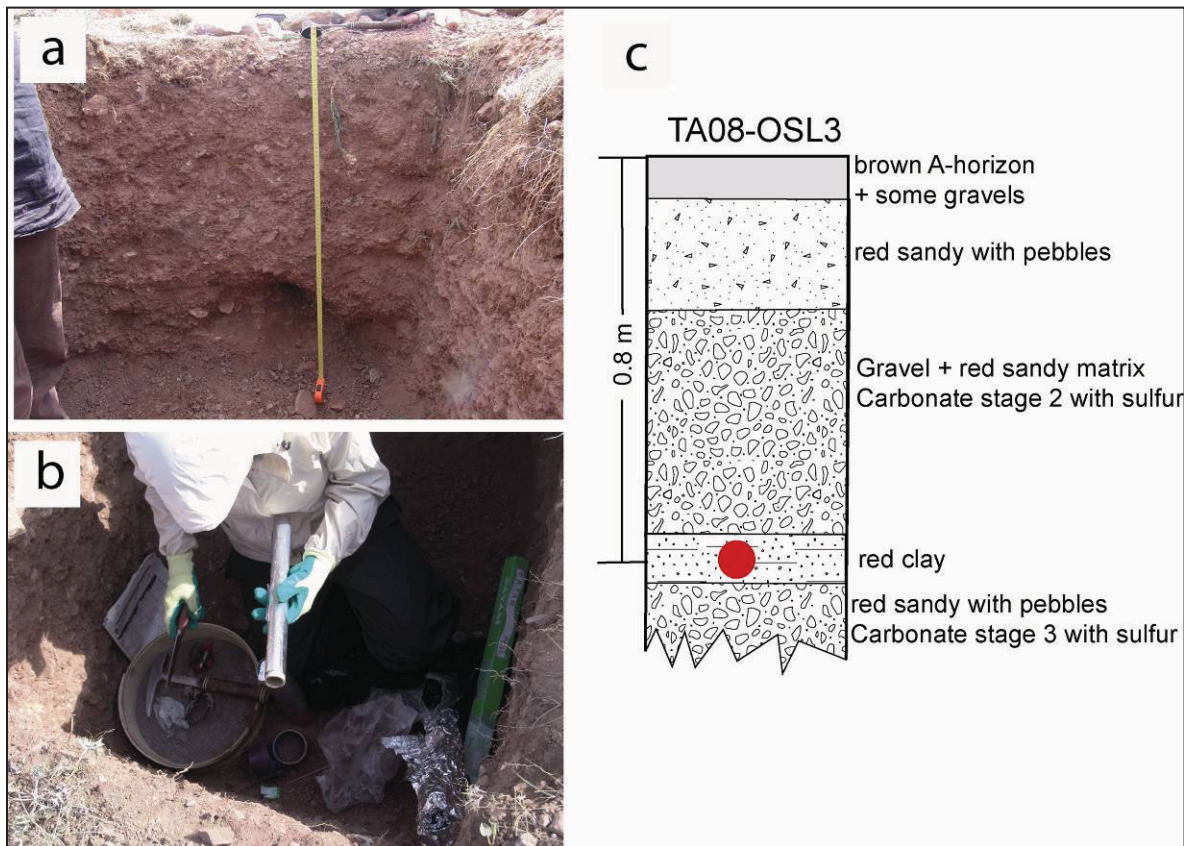 a
b
c
TA08-OSL3
0.8 m
brown A-horizon
+ some gravels
red sandy with pebbles
Gravel + red sandy matrix
Carbonate stage 2 with sulfur
red clay
red sandy with pebbles
Carbonate stage 3 with sulfur